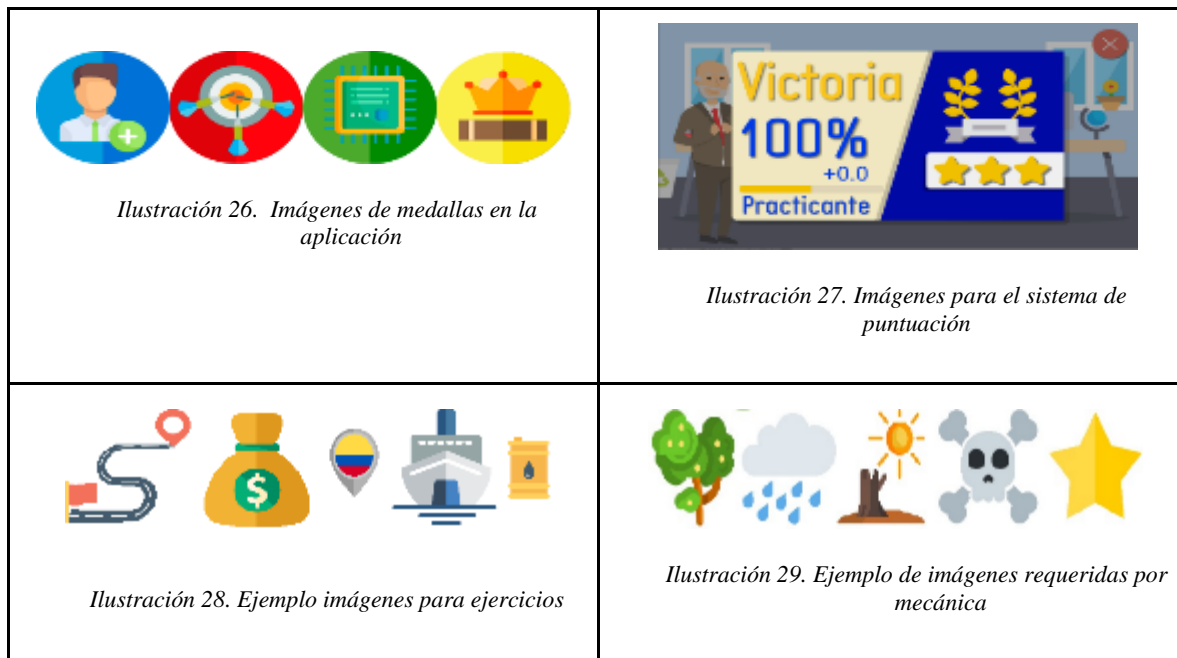 Ilustración 26.  Imágenes de medallas en la
aplicación
Victoria
100%
+0.0
Practicante
Ilustración 27. Imágenes para el sistema de
puntuación
$
Ilustración 28. Ejemplo imágenes para ejercicios
Ilustración 29. Ejemplo de imágenes requeridas por
mecánica